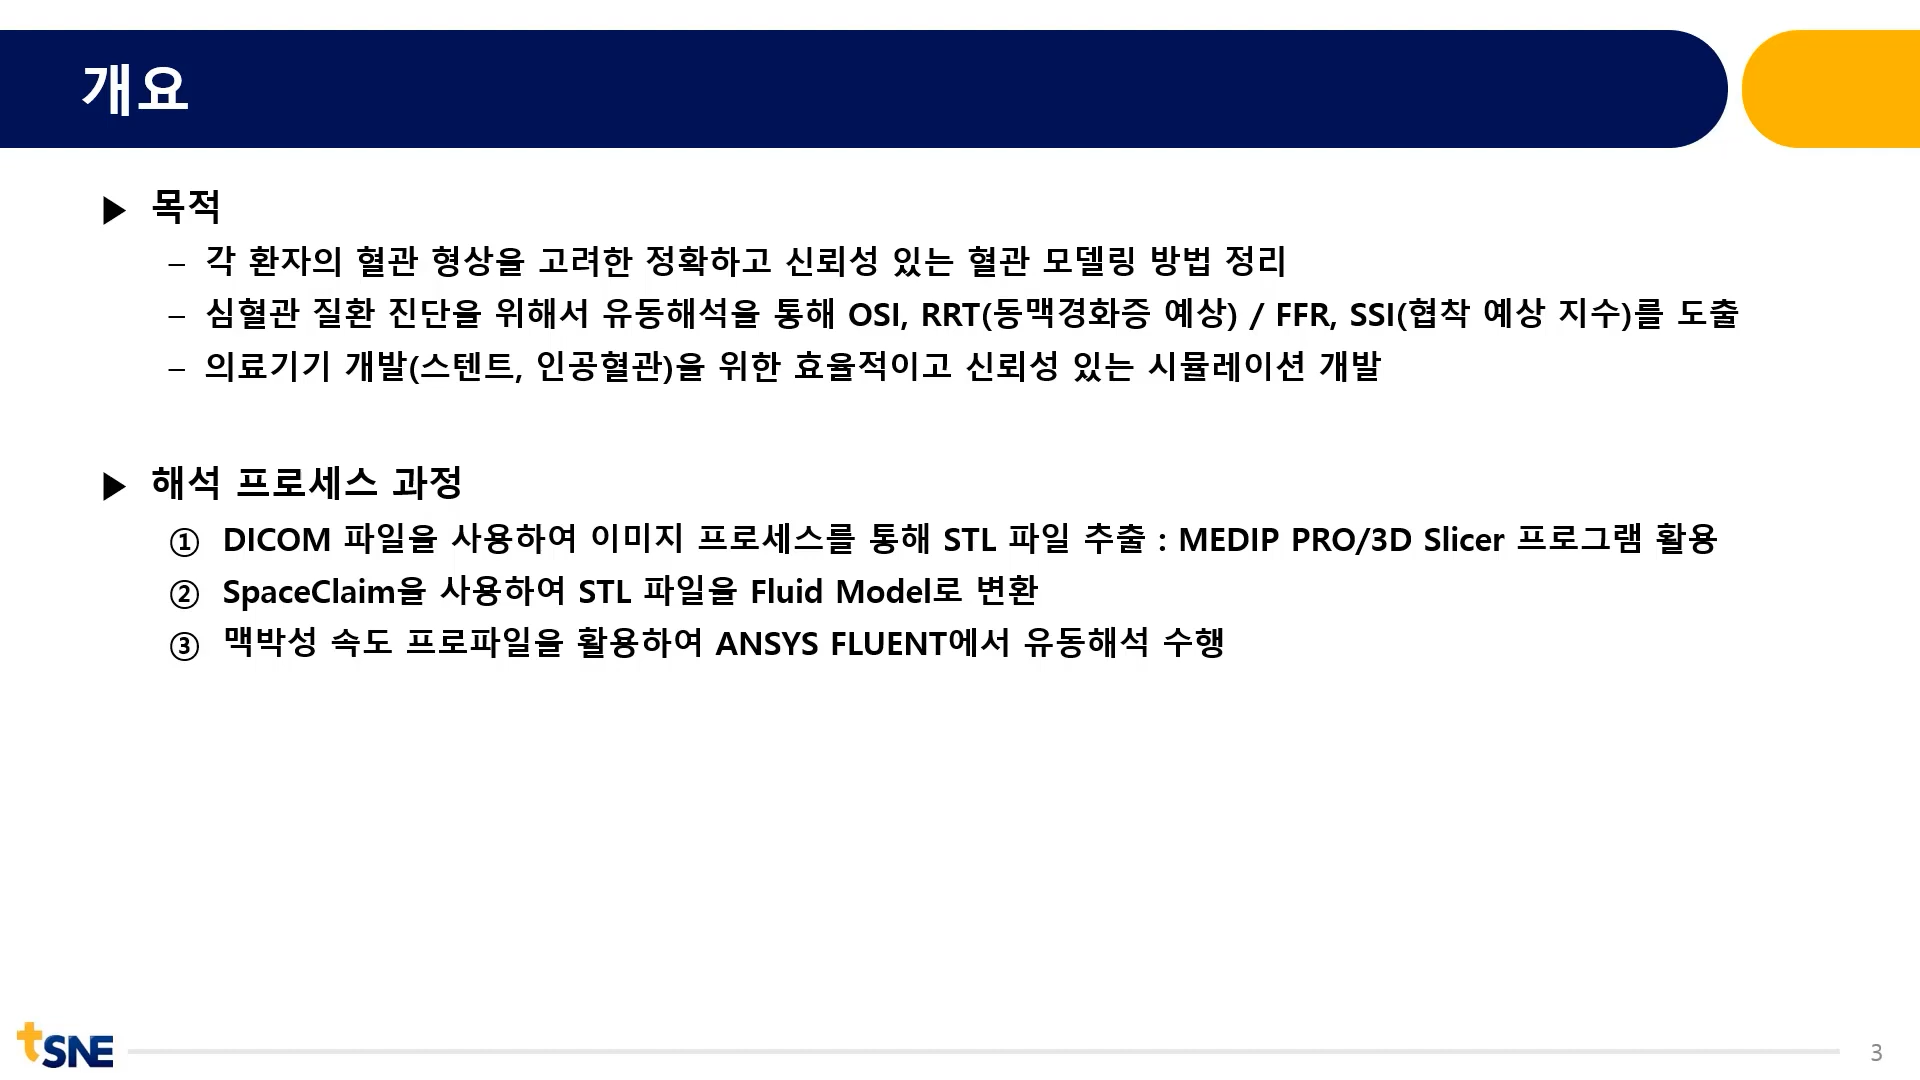 개요
▶ 목적
– 각 환자의 혈관 형상을 고려한 정확하고 신뢰성 있는 혈관 모델링 방법 정리
– 심혈관 질환 진단을 위해서 유동해석을 통해 OSI, RRT(동맥경화증 예상) / FFR, SSI(협착 예상 지수)를 도출
– 의료기기 개발(스텐트, 인공혈관)을 위한 효율적이고 신뢰성 있는 시뮬레이션 개발
▶ 해석 프로세스 과정
① DICOM 파일을 사용하여 이미지 프로세스를 통해 STL 파일 추출 : MEDIP PRO/3D Slicer 프로그램 활용
② SpaceClaim을 사용하여 STL 파일을 Fluid Model로 변환
③ 맥박성 속도 프로파일을 활용하여 ANSYS FLUENT에서 유동해석 수행
tSNE
3